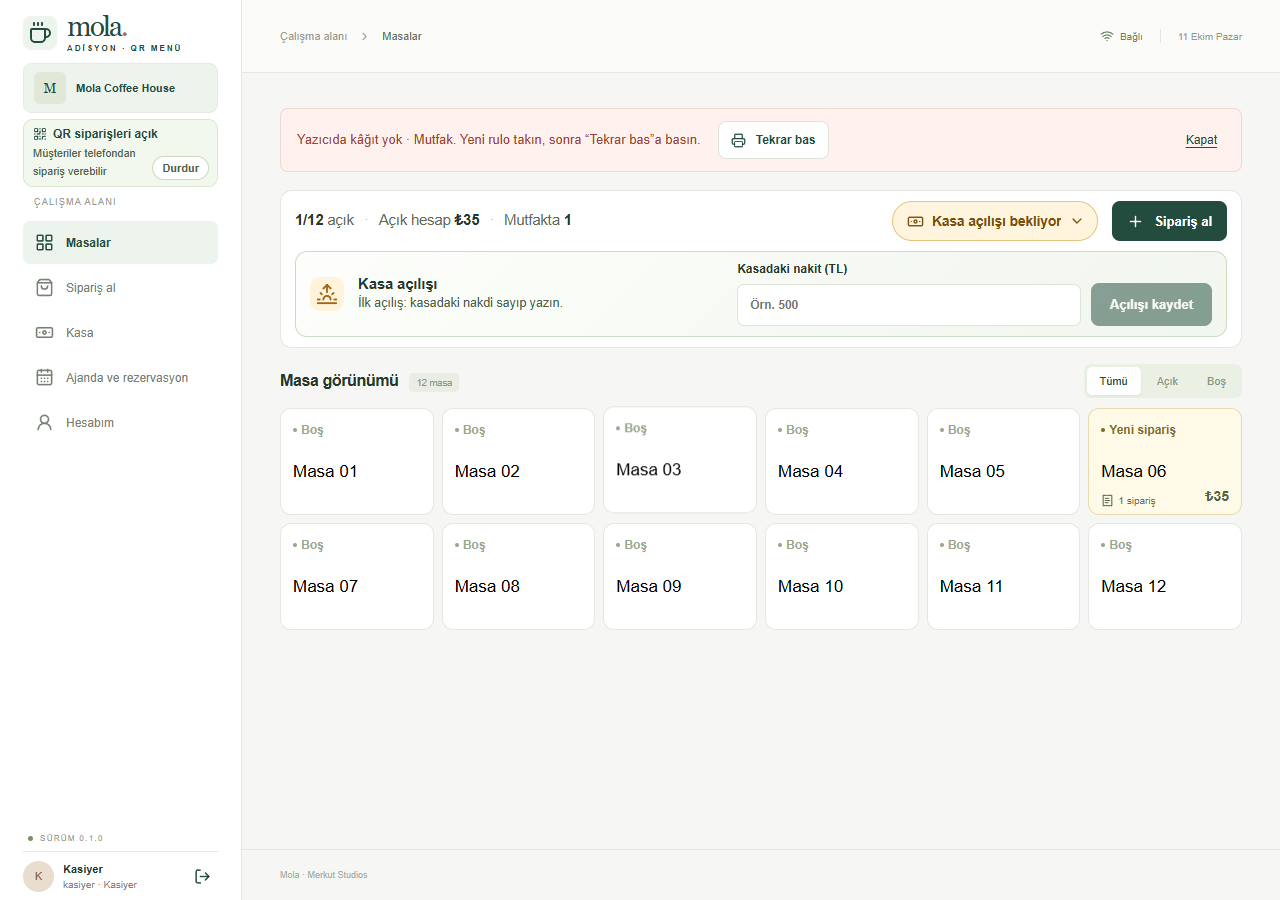 mola.
ADİSYON · QR MENÜ
M
Mola Coffee House
QR siparişleri açık
Müşteriler telefondan
sipariş verebilir
Durdur
ÇALIŞMA ALANI
Masalar
Sipariş al
Kasa
Ajanda ve rezervasyon
Hesabım
SÜRÜM 0.1.0
K
Kasiyer
kasiyer · Kasiyer
Çalışma alanı > Masalar
Bağlı
11 Ekim Pazar
Yazıcıda kâğıt yok · Mutfak. Yeni rulo takın, sonra “Tekrar bas”a basın.
Tekrar bas
Kapat
1/12 açık · Açık hesap ₺35 · Mutfakta 1
Kasa açılışı bekliyor
Sipariş al
Kasa açılışı
İlk açılış: kasadaki nakdi sayıp yazın.
Kasadaki nakit (TL)
Örn. 500
Açılışı kaydet
Masa görünümü
12 masa
Tümü
Açık
Boş
• Boş
Masa 01
• Boş
Masa 02
• Boş
Masa 03
• Boş
Masa 04
• Boş
Masa 05
• Yeni sipariş
Masa 06
1 sipariş
₺35
• Boş
Masa 07
• Boş
Masa 08
• Boş
Masa 09
• Boş
Masa 10
• Boş
Masa 11
• Boş
Masa 12
Mola · Merkut Studios